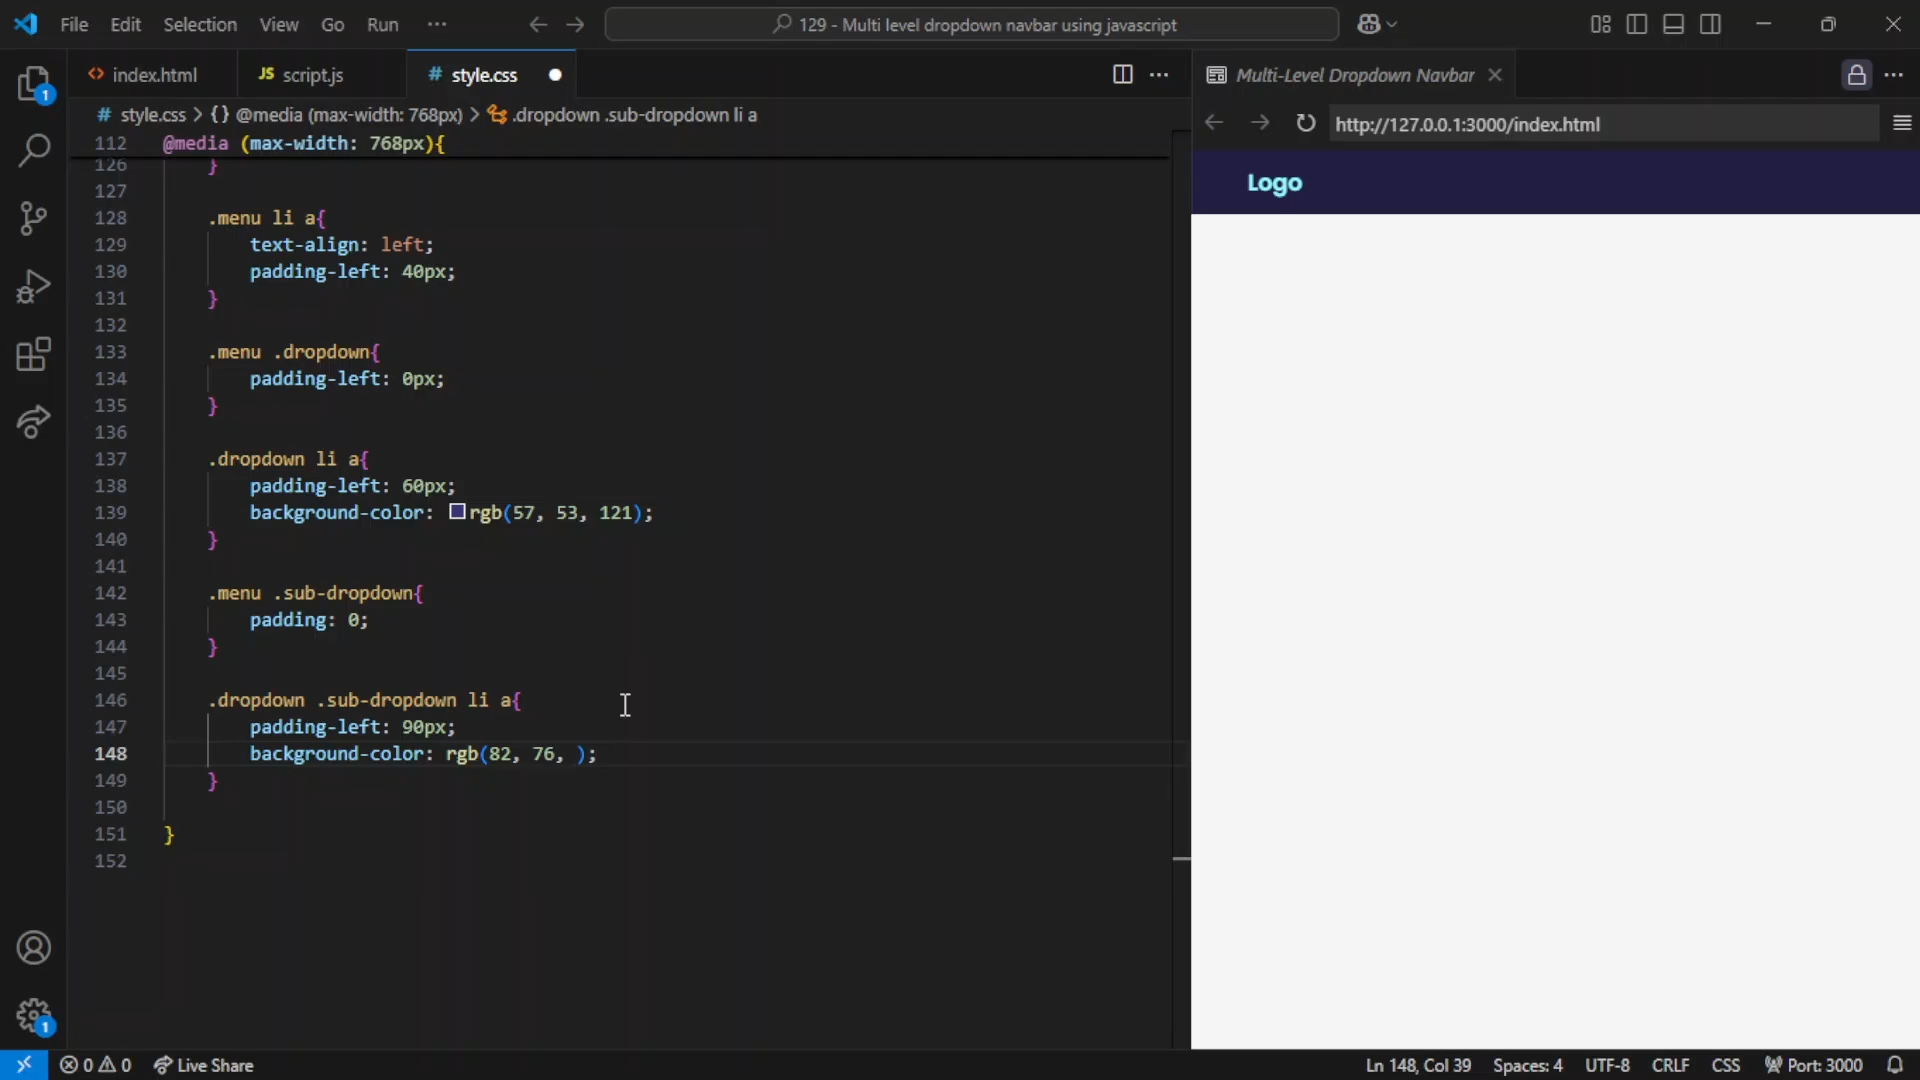 File Edit Selection View Go Run ··· 129 - Multi level dropdown navbar using javascript
index.html JS script.js # style.css Multi-Level Dropdown Navbar
# style.css > {} @media (max-width: 768px) > .dropdown .sub-dropdown li a
http://127.0.0.1:3000/index.html
112 @media (max-width: 768px){
126 }
127
128 .menu li a{
129 text-align: left;
130 padding-left: 40px;
131 }
132
133 .menu .dropdown{
134 padding-left: 0px;
135 }
136
137 .dropdown li a{
138 padding-left: 60px;
139 background-color: rgb(57, 53, 121);
140 }
141
142 .menu .sub-dropdown{
143 padding: 0;
144 }
145
146 .dropdown .sub-dropdown li a{
147 padding-left: 90px;
148 background-color: rgb(82, 76, );
149 }
150
151 }
152
Logo
1
1
0 0 Live Share Ln 148, Col 39 Spaces: 4 UTF-8 CRLF CSS Port: 3000